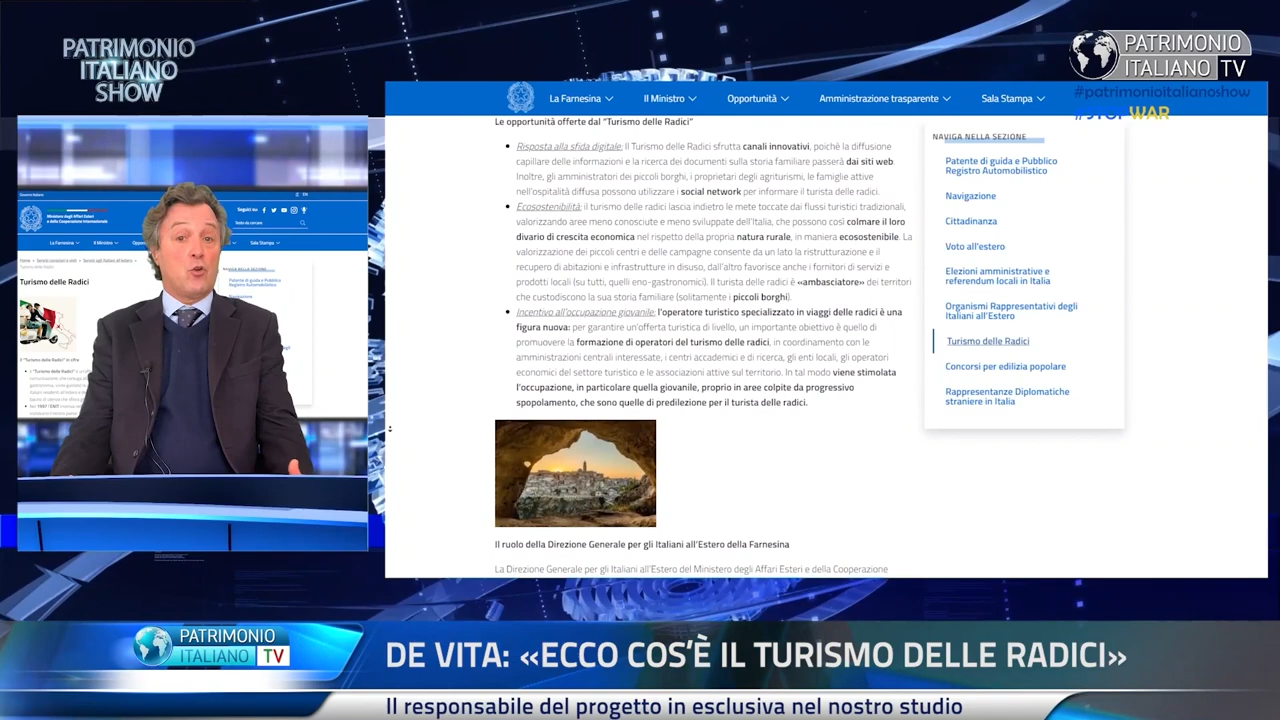 PATRIMONIO
ITALIANO
SHOW
PATRIMONIO
ITALIANO TV
#patrimonioitalianoshow
WAR
La Farnesina
Il Ministro
Opportunità
Amministrazione trasparente
Sala Stampa
Le opportunità offerte dal "Turismo delle Radici"
Risposta alla sfida digitale: Il Turismo delle Radici sfrutta canali innovativi, poichè la diffusione
capillare delle informazioni e la ricerca dei documenti sulla storia familiare passerà dai siti web.
Inoltre, gli amministratori dei piccoli borghi, i proprietari degli agriturismi, le famiglie attive
nell'ospitalità diffusa possono utilizzare i social network per informare il turista delle radici.
Ecosostenibilità: il turismo delle radici lascia indietro le mete toccate dai flussi turistici tradizionali,
valorizzando aree meno conosciute e meno sviluppate dell'Italia, che possono così colmare il loro
divario di crescita economica nel rispetto della propria natura rurale, in maniera ecosostenibile. La
valorizzazione dei piccoli centri e delle campagne consente da un lato la ristrutturazione e il
recupero di abitazioni e infrastrutture in disuso, dall'altro favorisce anche i fornitori di servizi e
prodotti locali (su tutti, quelli eno-gastronomici). Il turista delle radici è «ambasciatore» dei territori
che custodiscono la sua storia familiare (solitamente i piccoli borghi).
Incentivo all'occupazione giovanile: l'operatore turistico specializzato in viaggi delle radici è una
figura nuova: per garantire un'offerta turistica di livello, un importante obiettivo è quello di
promuovere la formazione di operatori del turismo delle radici, in coordinamento con le
amministrazioni centrali interessate, i centri accademici e di ricerca, gli enti locali, gli operatori
economici del settore turistico e le associazioni attive sul territorio. In tal modo viene stimolata
l'occupazione, in particolare quella giovanile, proprio in aree colpite da progressivo
spopolamento, che sono quelle di predilezione per il turista delle radici.
Il ruolo della Direzione Generale per gli Italiani all'Estero della Farnesina
La Direzione Generale per gli Italiani all'Estero del Ministero degli Affari Esteri e della Cooperazione
NAVIGA NELLA SEZIONE
Patente di guida e Pubblico
Registro Automobilistico
Navigazione
Cittadinanza
Voto all'estero
Elezioni amministrative e
referendum locali in Italia
Organismi Rappresentativi degli
Italiani all'Estero
Turismo delle Radici
Concorsi per edilizia popolare
Rappresentanze Diplomatiche
straniere in Italia
EN
Seguici su
Ministero degli Affari Esteri
e della Cooperazione Internazionale
La Farnesina
Il Ministro
Sala Stampa
Turismo delle Radici
PATRIMONIO
ITALIANO TV
DE VITA: «ECCO COS'È IL TURISMO DELLE RADICI»
Il responsabile del progetto in esclusiva nel nostro studio